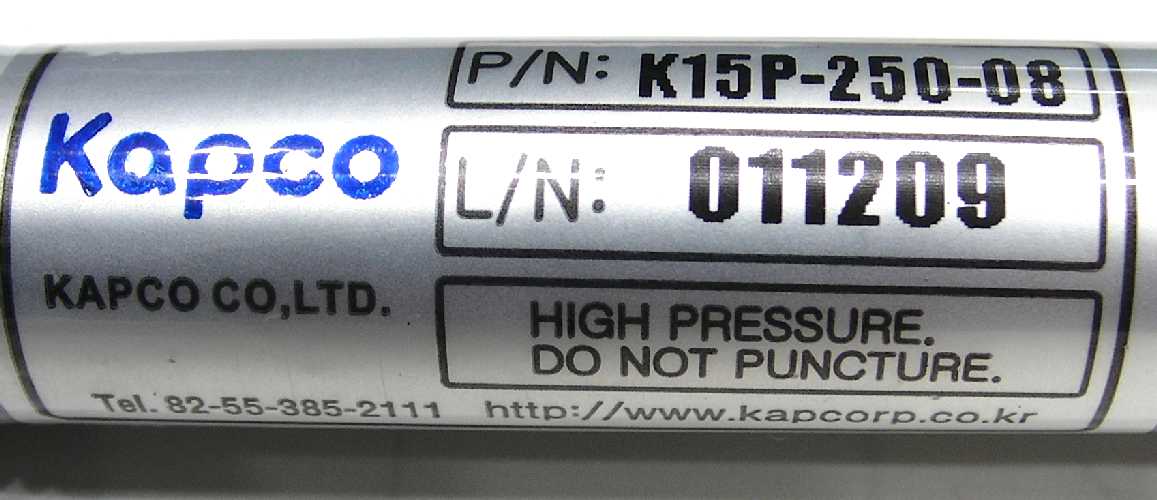 Kapco
KAPCO CO,LTD.
P/N: K15P-250-08
L/N: 011209
HIGH PRESSURE.
DO NOT PUNCTURE.
Tel. 82-55-385-2111 http://www.kapcorp.co.kr